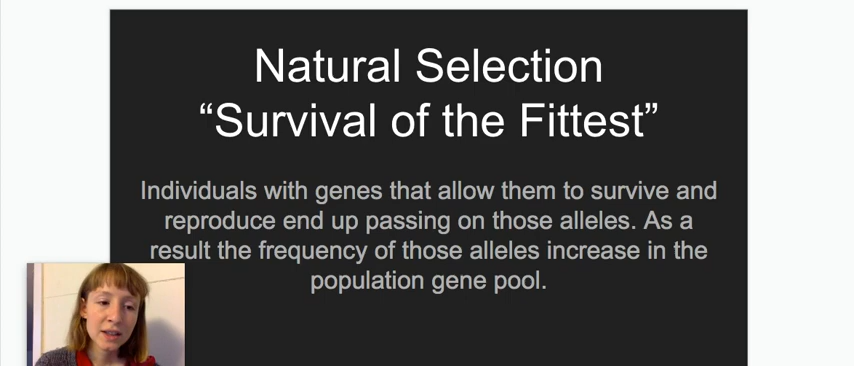 Natural Selection
“Survival of the Fittest”
Individuals with genes that allow them to survive and
reproduce end up passing on those alleles. As a
result the frequency of those alleles increase in the
population gene pool.